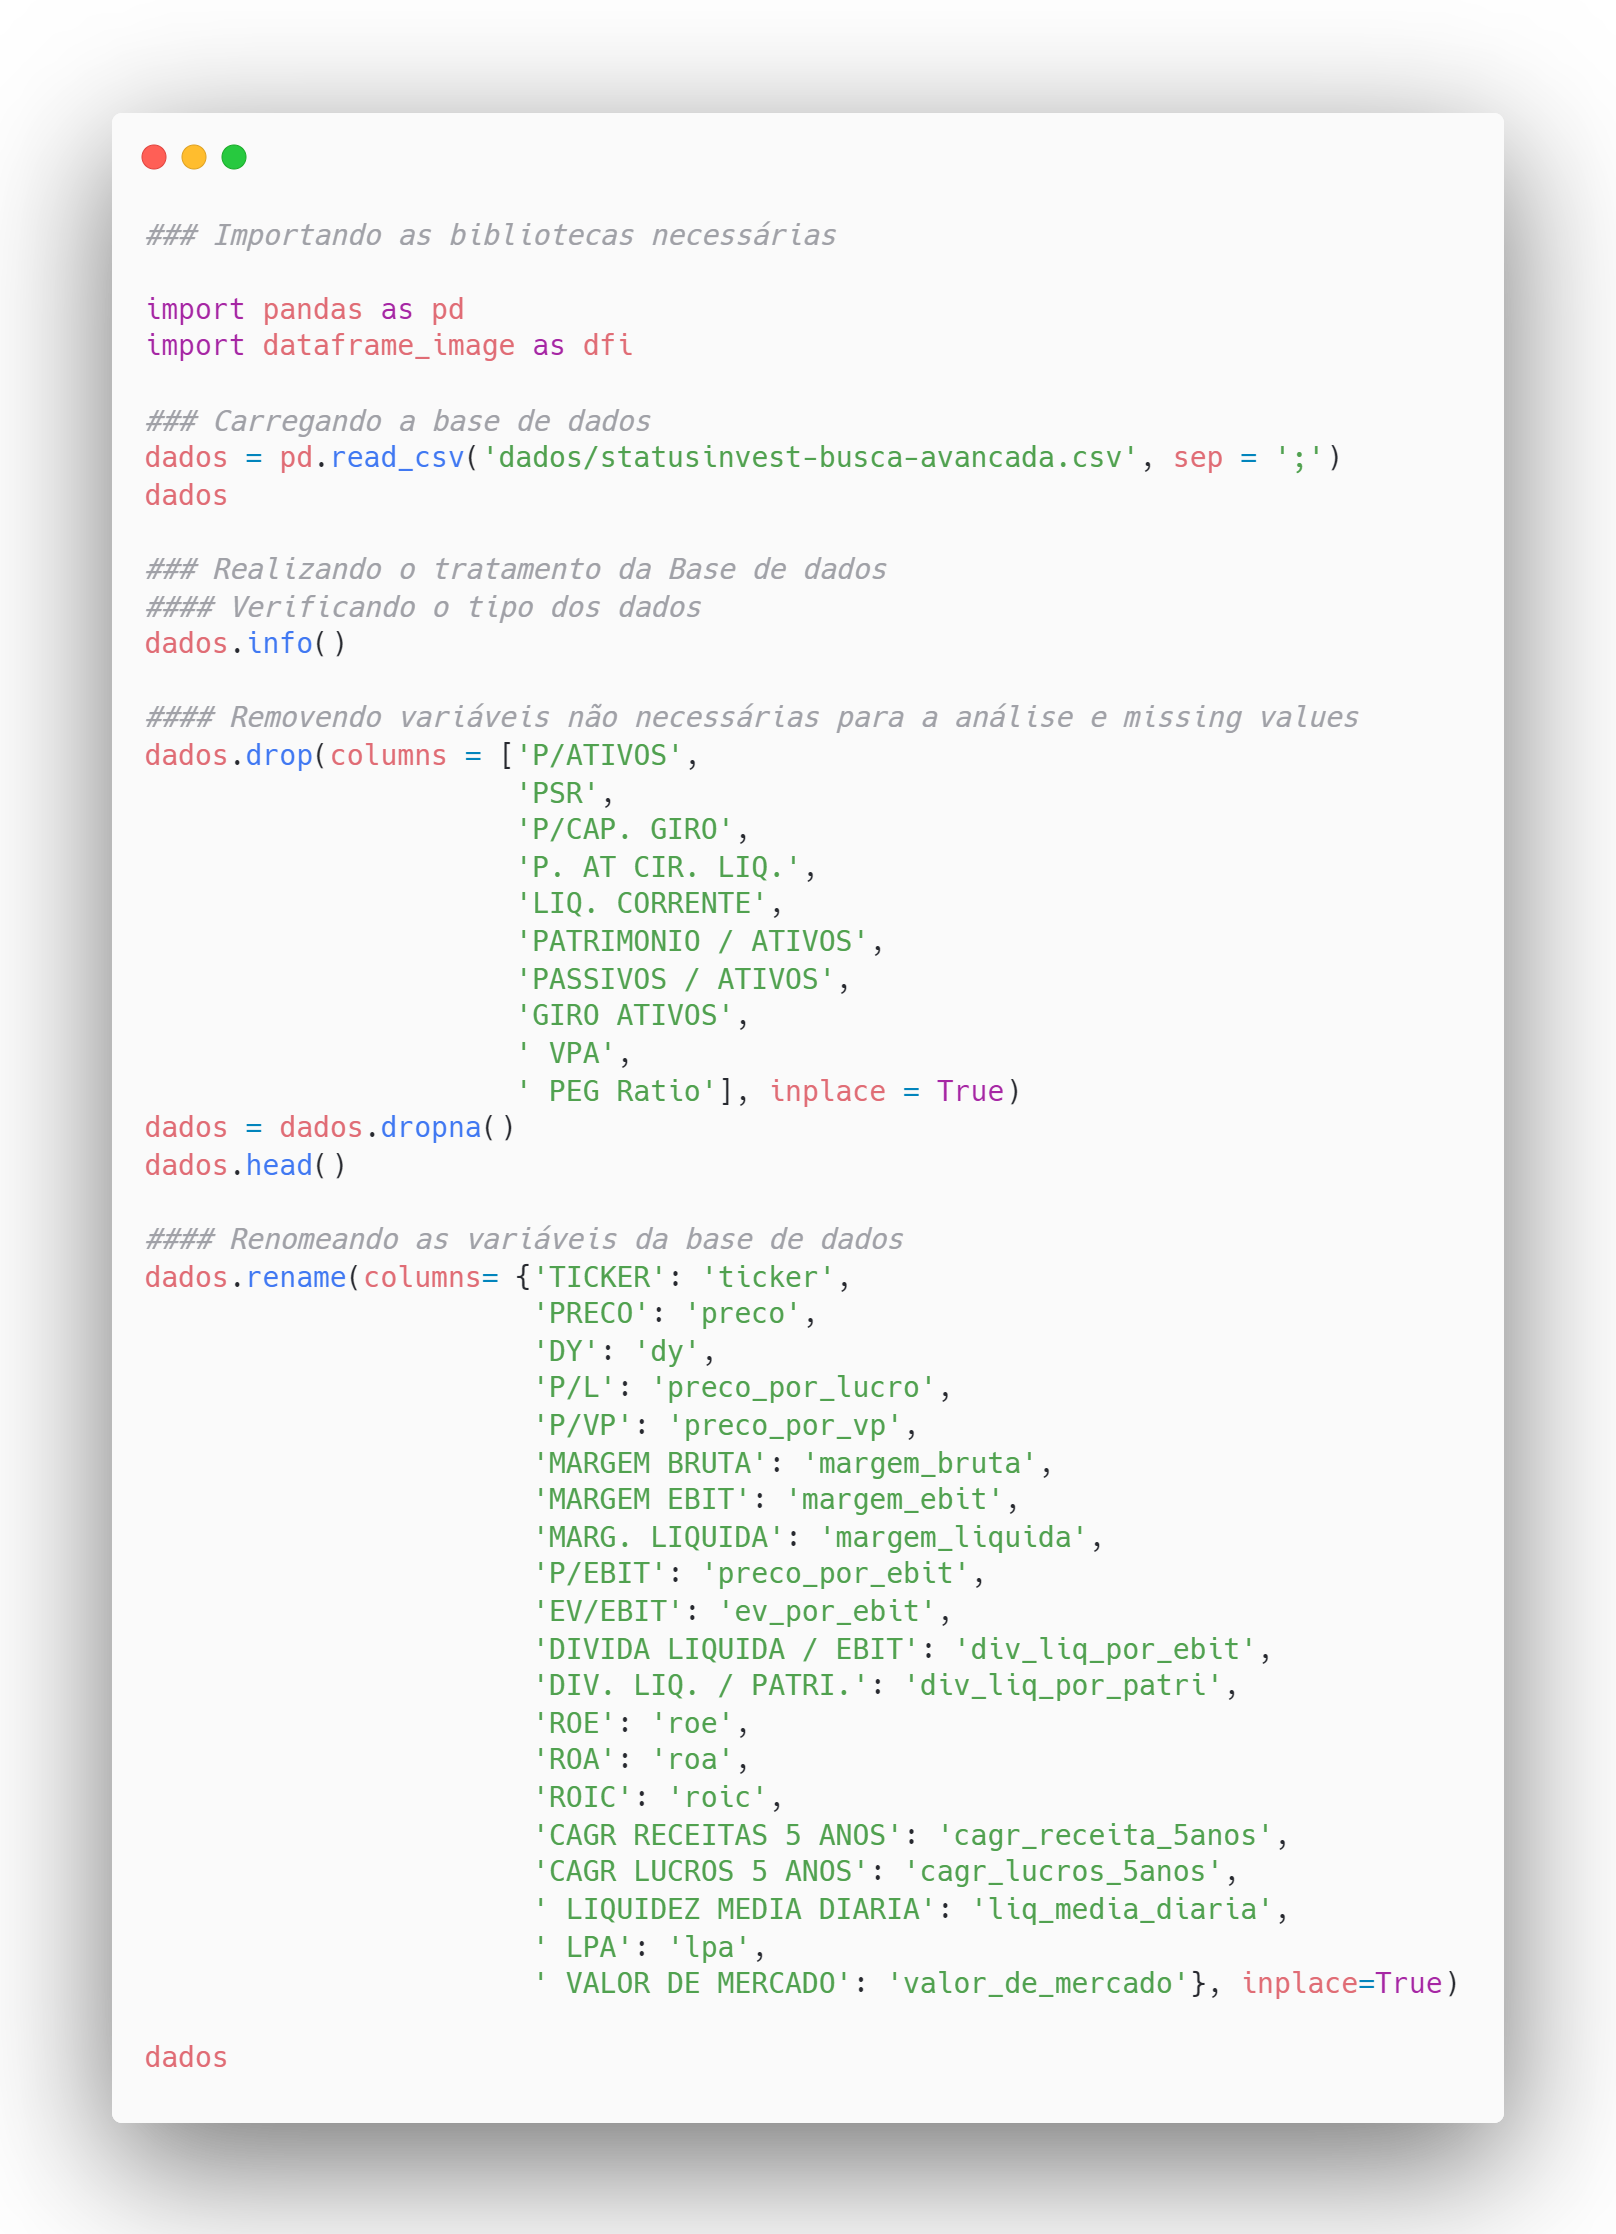 ### Importando as bibliotecas necessárias
import pandas as pd
import dataframe_image as dfi
### Carregando a base de dados
dados = pd.read_csv('dados/statusinvest-busca-avancada.csv', sep = ';')
dados
### Realizando o tratamento da Base de dados
#### Verificando o tipo dos dados
dados.info()
#### Removendo variáveis não necessárias para a análise e missing values
dados.drop(columns = ['P/ATIVOS',
'PSR',
'P/CAP. GIRO',
'P. AT CIR. LIQ.',
'LIQ. CORRENTE',
'PATRIMONIO / ATIVOS',
'PASSIVOS / ATIVOS',
'GIRO ATIVOS',
' VPA',
' PEG Ratio'], inplace = True)
dados = dados.dropna()
dados.head()
#### Renomeando as variáveis da base de dados
dados.rename(columns= {'TICKER': 'ticker',
'PRECO': 'preco',
'DY': 'dy',
'P/L': 'preco_por_lucro',
'P/VP': 'preco_por_vp',
'MARGEM BRUTA': 'margem_bruta',
'MARGEM EBIT': 'margem_ebit',
'MARG. LIQUIDA': 'margem_liquida',
'P/EBIT': 'preco_por_ebit',
'EV/EBIT': 'ev_por_ebit',
'DIVIDA LIQUIDA / EBIT': 'div_liq_por_ebit',
'DIV. LIQ. / PATRI.': 'div_liq_por_patri',
'ROE': 'roe',
'ROA': 'roa',
'ROIC': 'roic',
'CAGR RECEITAS 5 ANOS': 'cagr_receita_5anos',
'CAGR LUCROS 5 ANOS': 'cagr_lucros_5anos',
' LIQUIDEZ MEDIA DIARIA': 'liq_media_diaria',
' LPA': 'lpa',
' VALOR DE MERCADO': 'valor_de_mercado'}, inplace=True)
dados